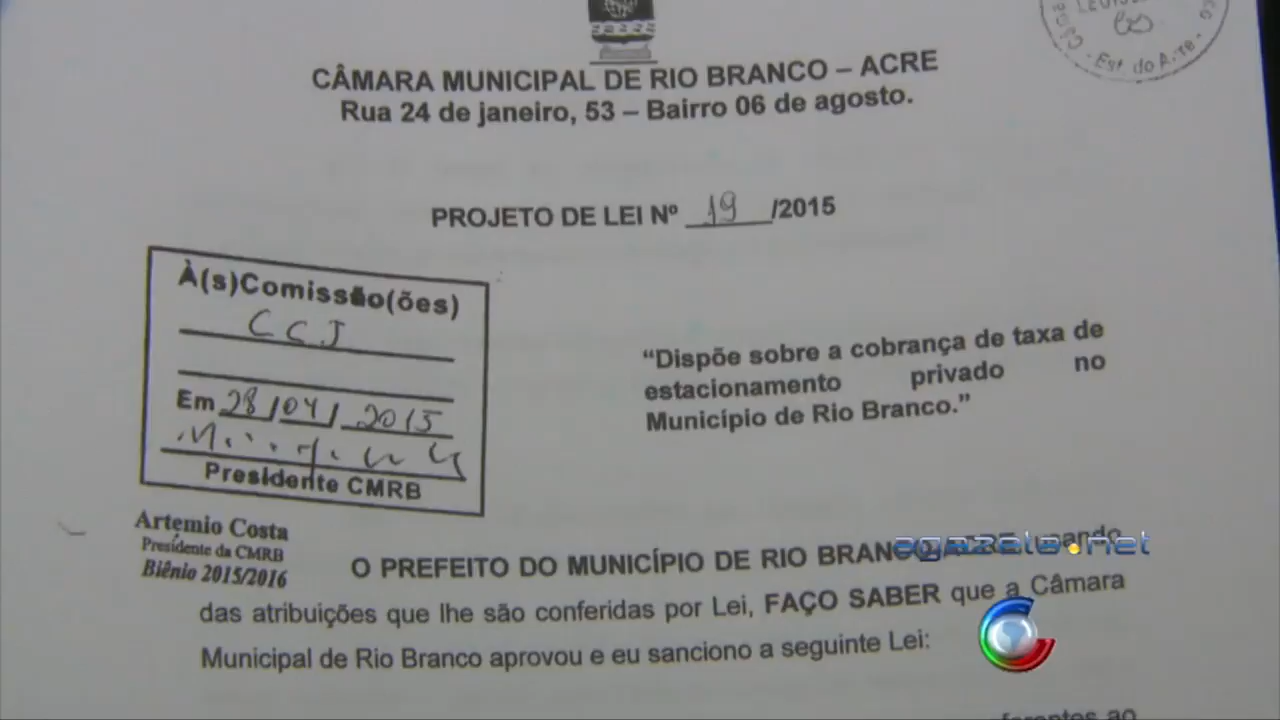 CÂMARA MUNICIPAL DE RIO BRANCO – ACRE
Rua 24 de janeiro, 53 – Bairro 06 de agosto.
Est. do A.re
PROJETO DE LEI Nº 19 /2015
À(s)Comissão(ões)
CCJ
Em 28/04/2015
Presidente CMRB
Artemio Costa
Presidente da CMRB
Biênio 2015/2016
“Dispõe sobre a cobrança de taxa de
estacionamento privado no
Município de Rio Branco.”
O PREFEITO DO MUNICÍPIO DE RIO BRANCO
agazeta.net
das atribuições que lhe são conferidas por Lei, FAÇO SABER que a Câmara
Municipal de Rio Branco aprovou e eu sanciono a seguinte Lei:
ao